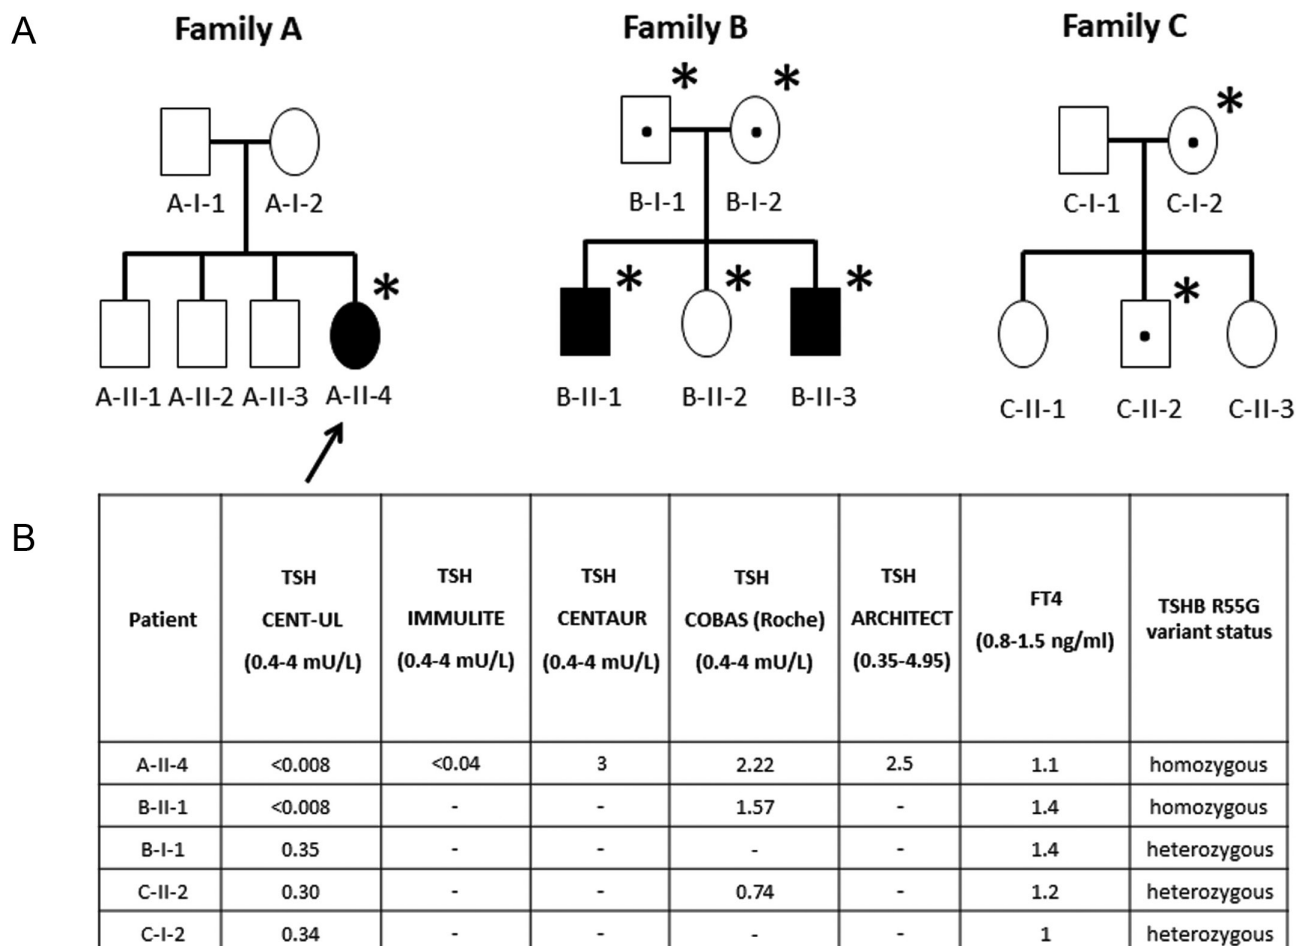 A
Family A
Family B
Family C
*
*
*
A-I-1
A-I-2
B-I-1
B-I-2
C-I-1
C-I-2
*
*
*
*
*
A-II-1
A-II-2
A-II-3
A-II-4
B-II-1
B-II-2
B-II-3
C-II-1
C-II-2
C-II-3
B
Patient
TSH
CENT-UL
(0.4-4 mU/L)
TSH
IMMULITE
(0.4-4 mU/L)
TSH
CENTAUR
(0.4-4 mU/L)
TSH
COBAS (Roche)
(0.4-4 mU/L)
TSH
ARCHITECT
(0.35-4.95)
FT4
(0.8-1.5 ng/ml)
TSHB R55G
variant status
A-II-4 <0.008 <0.04 3 2.22 2.5 1.1 homozygous
B-II-1 <0.008 - - 1.57 - 1.4 homozygous
B-I-1 0.35 - - - - 1.4 heterozygous
C-II-2 0.30 - - 0.74 - 1.2 heterozygous
C-I-2 0.34 - - - - 1 heterozygous